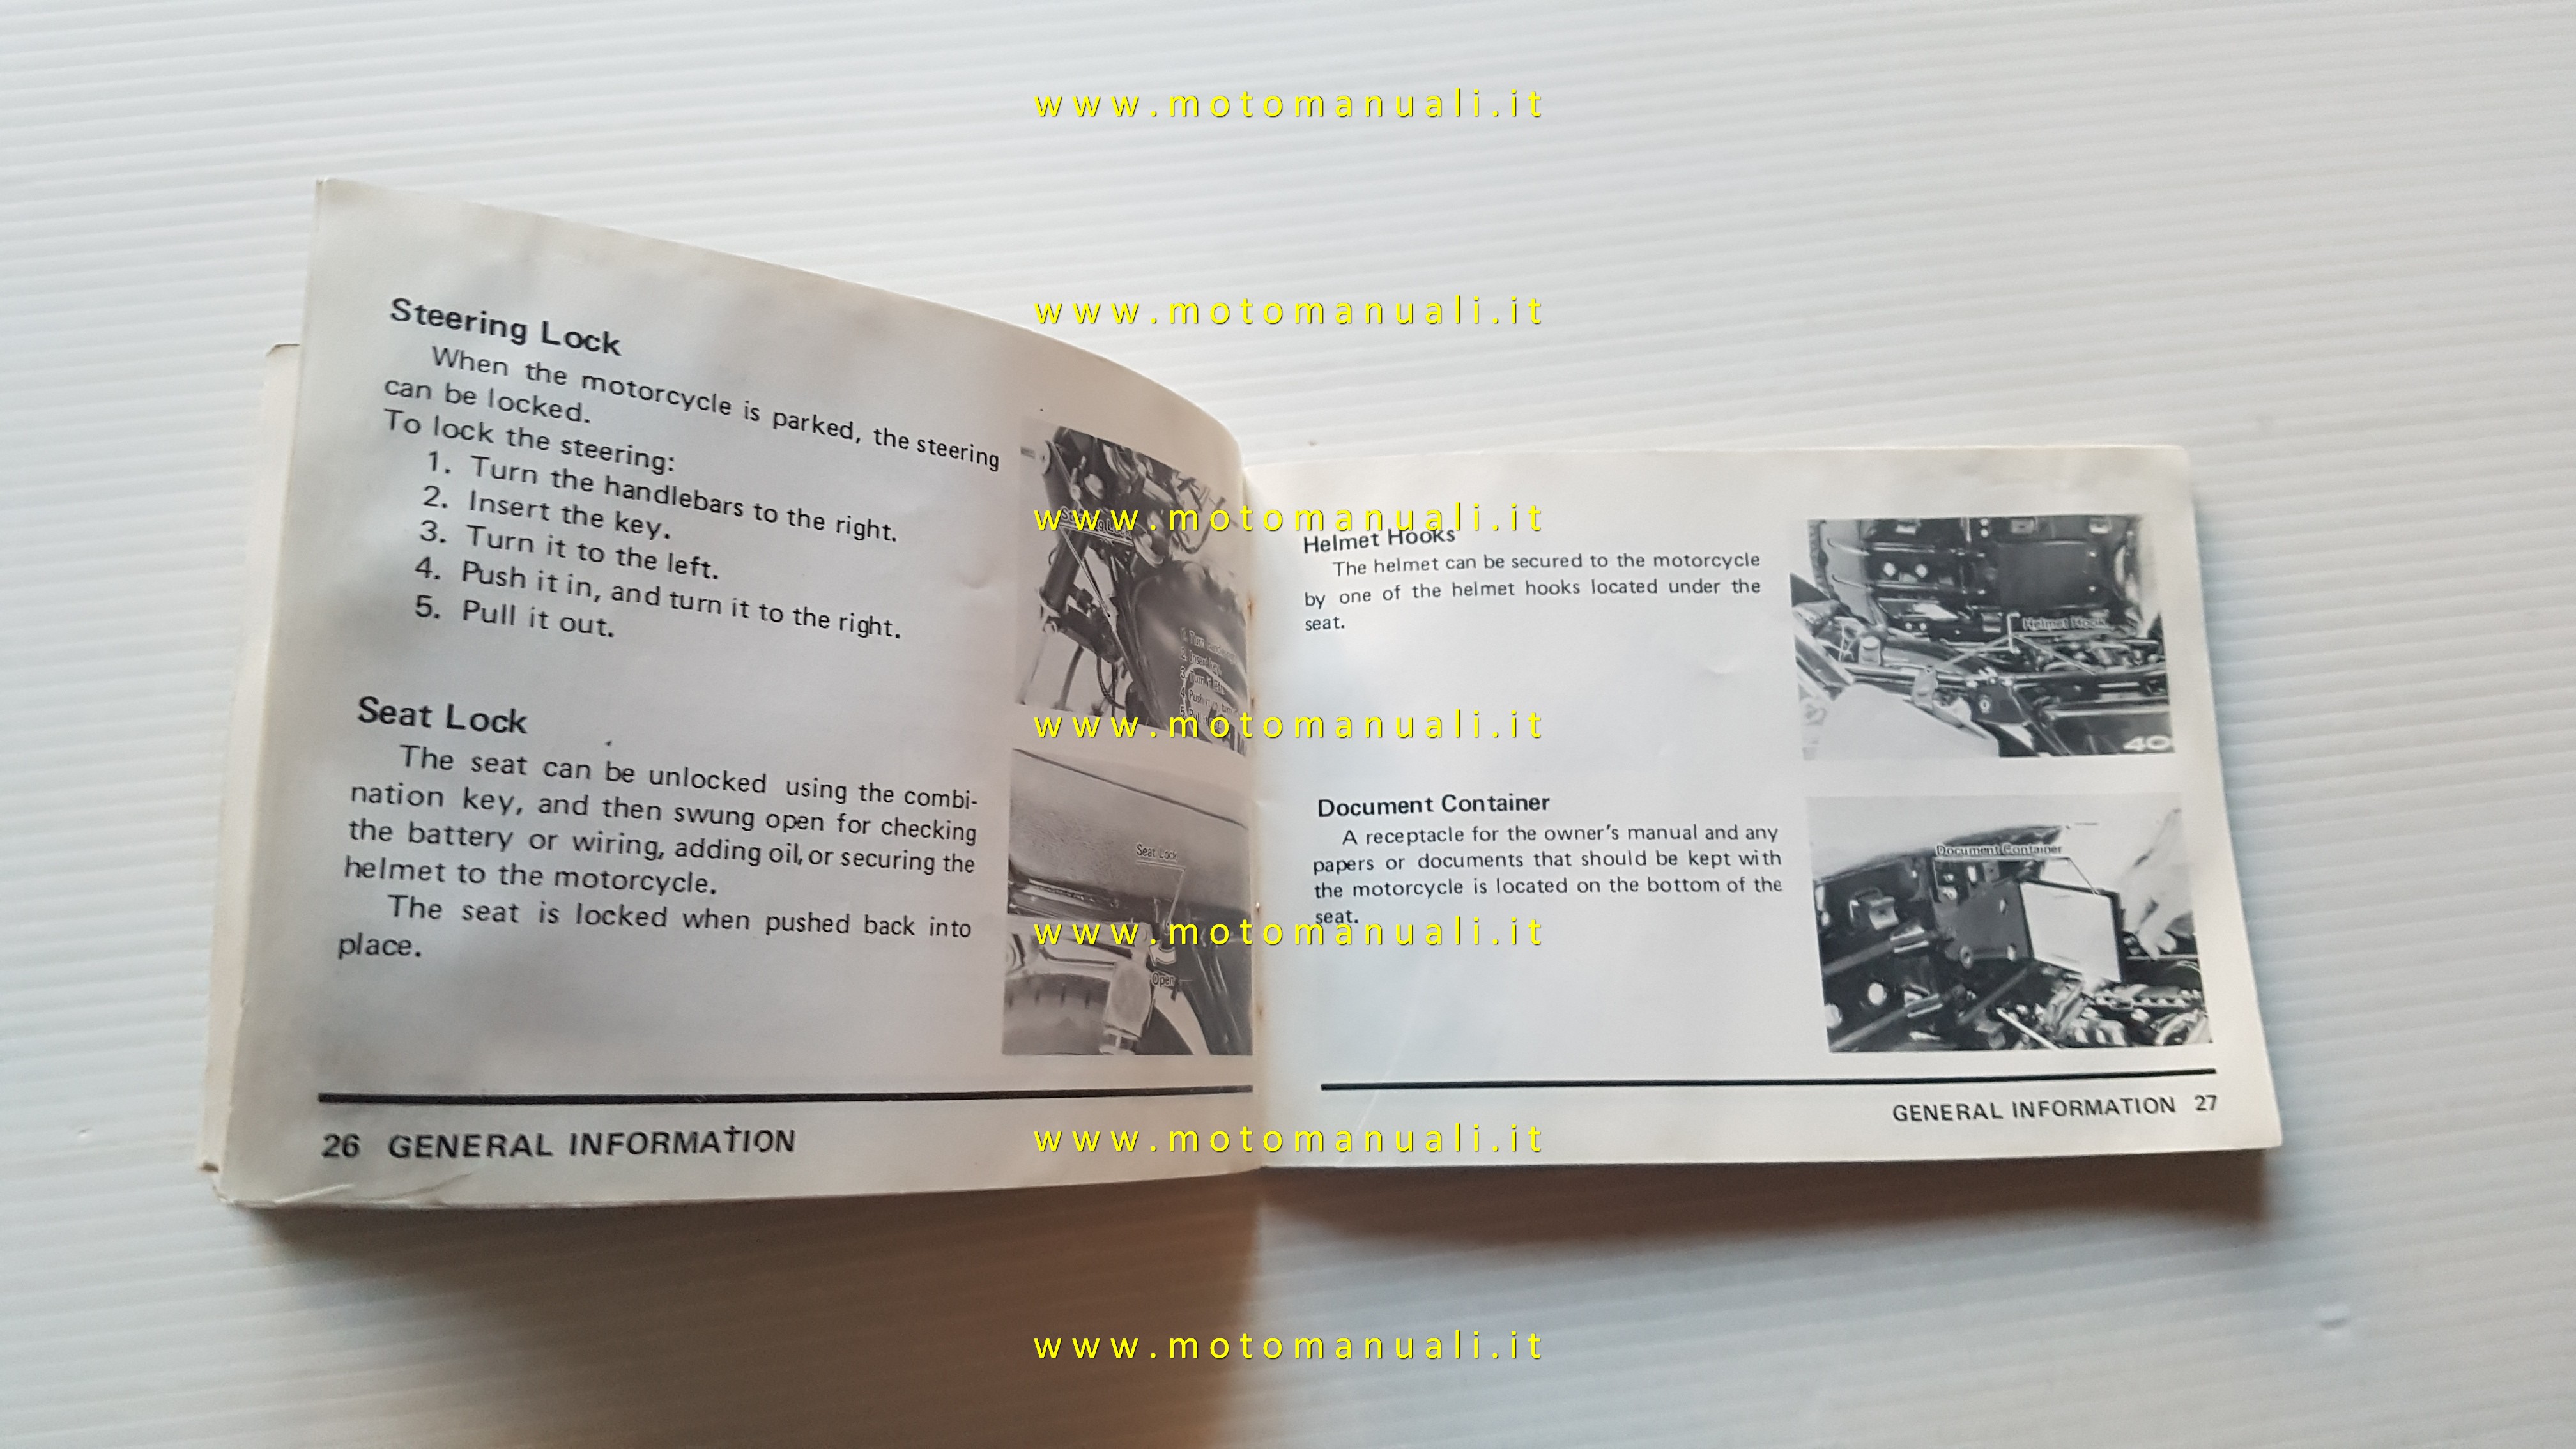 www.motomanuali.it
www.motomanuali.it
www.motomanuali.it
www.motomanuali.it
www.motomanuali.it
www.motomanuali.it
www.motomanuali.it
Steering Lock
When the motorcycle is parked, the steering
can be locked.
To lock the steering:
1. Turn the handlebars to the right.
2. Insert the key.
3. Turn it to the left.
4. Push it in, and turn it to the right.
5. Pull it out.
Seat Lock
The seat can be unlocked using the combi-
nation key, and then swung open for checking
the battery or wiring, adding oil, or securing the
helmet to the motorcycle.
The seat is locked when pushed back into
place.
Seat Lock
Open
26 GENERAL INFORMATION
Helmet Hooks
The helmet can be secured to the motorcycle
by one of the helmet hooks located under the
seat.
Helmet Hook
40
Document Container
A receptacle for the owner's manual and any
papers or documents that should be kept with
the motorcycle is located on the bottom of the
seat.
Document Container
GENERAL INFORMATION 27